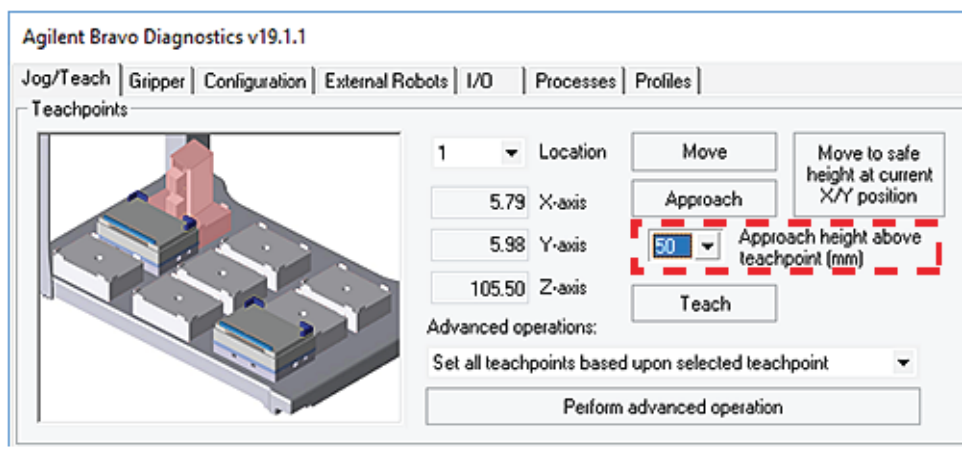 Agilent Bravo Diagnostics v19.1.1
Jog/Teach Gripper Configuration External Robots I/O Processes Profiles
Teachpoints
1 Location
Move
Move to safe
height at current
X/Y position
5.79 X-axis
Approach
5.98 Y-axis
50 Approach height above
teachpoint (mm)
105.50 Z-axis
Teach
Advanced operations:
Set all teachpoints based upon selected teachpoint
Perform advanced operation